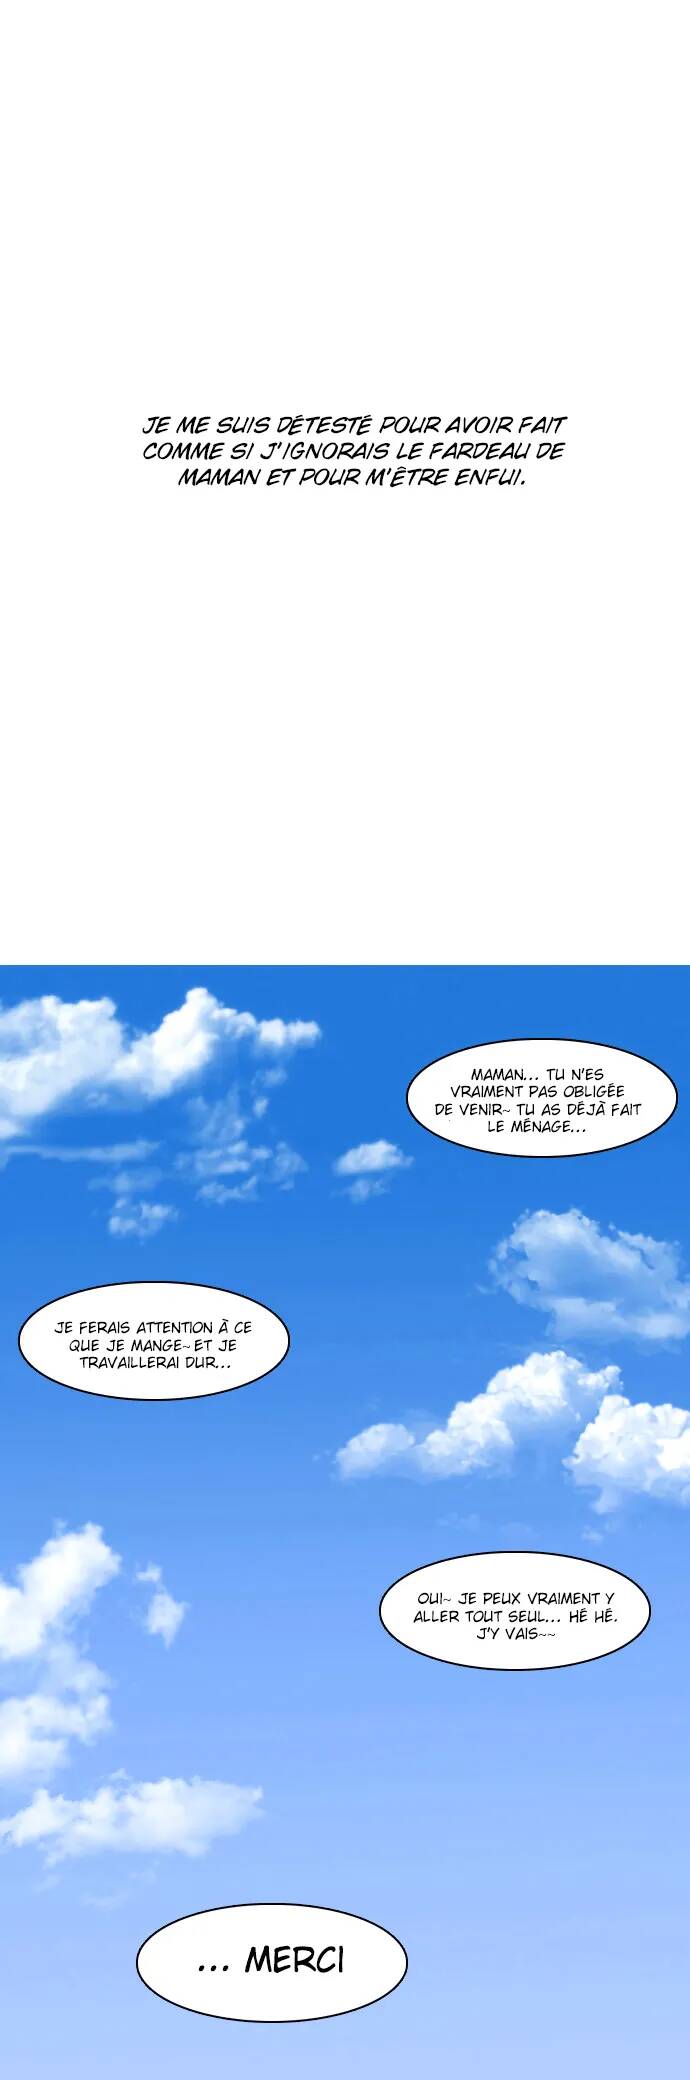 JE ME SUIS DÉTESTÉ POUR AVOIR FAIT
COMME SI J'IGNORAIS LE FARDEAU DE
MAMAN ET POUR M'ÊTRE ENFUI.
MAMAN... TU N'ES
VRAIMENT PAS OBLIGÉE
DE VENIR~ TU AS DÉJÀ FAIT
LE MÉNAGE...
JE FERAIS ATTENTION À CE
QUE JE MANGE~ ET JE
TRAVAILLERAI DUR...
OUI~ JE PEUX VRAIMENT Y
ALLER TOUT SEUL... HÉ HÉ.
J'Y VAIS~~
... MERCI